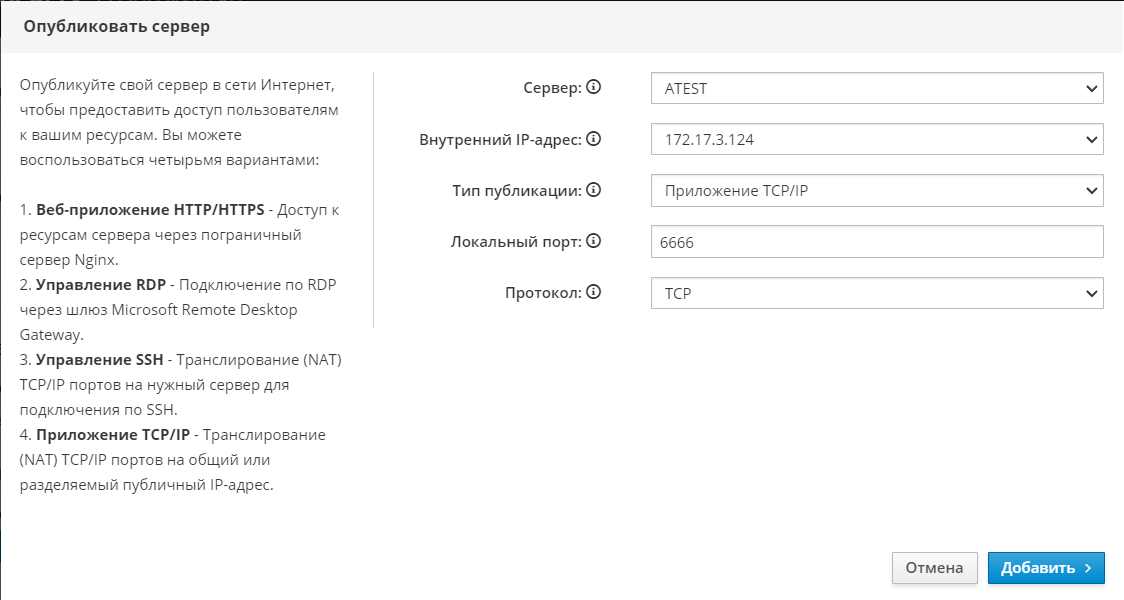 Опубликовать сервер
Опубликуйте свой сервер в сети Интернет,
чтобы предоставить доступ пользователям
к вашим ресурсам. Вы можете
воспользоваться четырьмя вариантами:
1. Веб-приложение HTTP/HTTPS - Доступ к
ресурсам сервера через пограничный
сервер Nginx.
2. Управление RDP - Подключение по RDP
через шлюз Microsoft Remote Desktop
Gateway.
3. Управление SSH - Транслирование (NAT)
TCP/IP портов на нужный сервер для
подключения по SSH.
4. Приложение TCP/IP - Транслирование
(NAT) TCP/IP портов на общий или
разделяемый публичный IP-адрес.
Сервер: ATEST
Внутренний IP-адрес: 172.17.3.124
Тип публикации: Приложение TCP/IP
Локальный порт: 6666
Протокол: TCP
Отмена Добавить